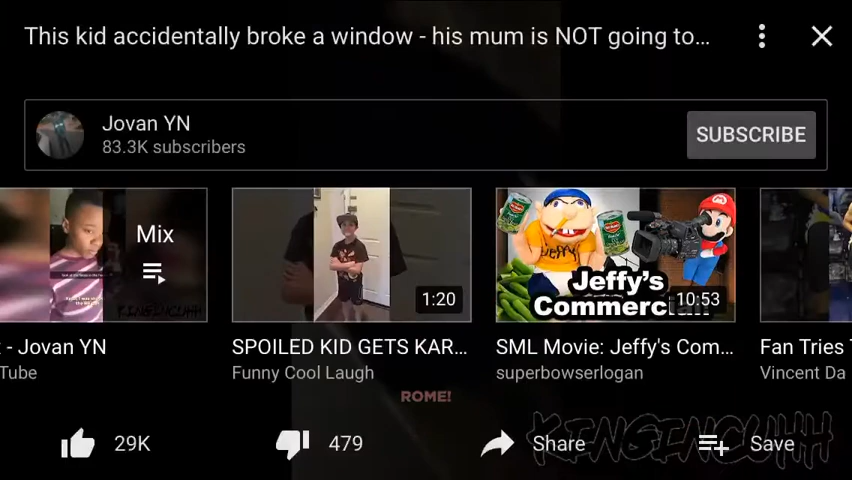 This kid accidentally broke a window - his mum is NOT going to...
Jovan YN
83.3K subscribers
SUBSCRIBE
Mix
1:20
Jeffy's
Commercial
10:53
- Jovan YN
SPOILED KID GETS KAR...
SML Movie: Jeffy's Com...
Fan Tries
Tube
Funny Cool Laugh
superbowserlogan
Vincent Da
ROME!
KINGINCUHH
29K
479
Share
Save